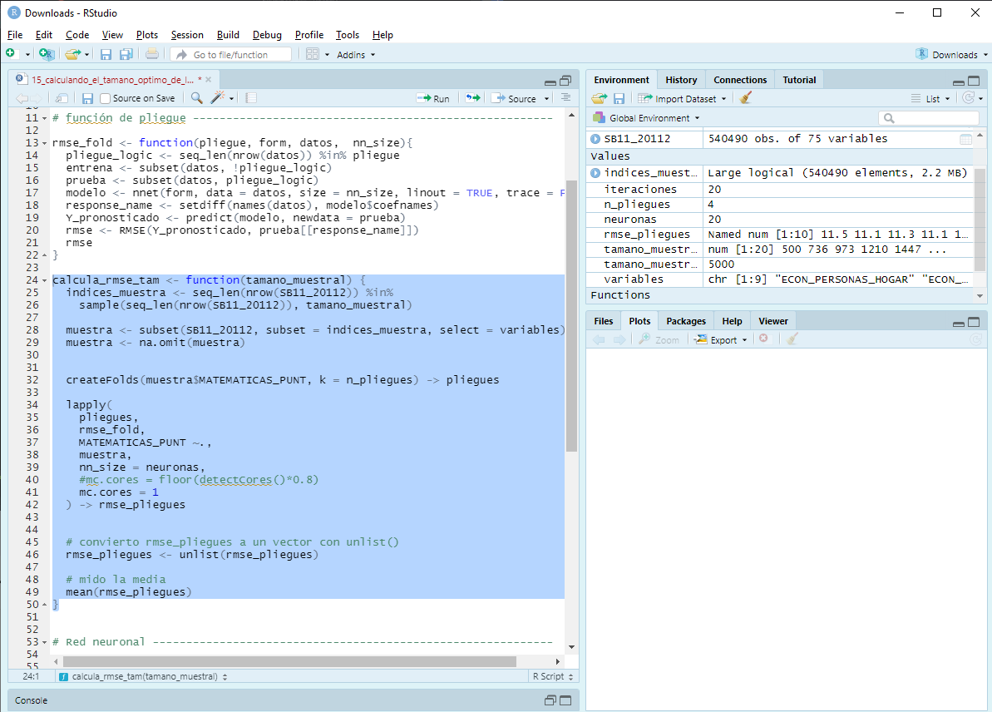 Downloads - RStudio
File Edit Code View Plots Session Build Debug Profile Tools Help
Go to file/function Addins Downloads
15_calculando_el_tamano_optimo_de_l... *
Source on Save Run Source
11 # función de pliegue ------------------------------------------------------
12
13 rmse_fold <- function(pliegue, form, datos,  nn_size){
14   pliegue_logic <- seq_len(nrow(datos)) %in% pliegue
15   entrena <- subset(datos, !pliegue_logic)
16   prueba <- subset(datos, pliegue_logic)
17   modelo <- nnet(form, data = datos, size = nn_size, linout = TRUE, trace = F
18   response_name <- setdiff(names(datos), modelo$coefnames)
19   Y_pronosticado <- predict(modelo, newdata = prueba)
20   rmse <- RMSE(Y_pronosticado, prueba[[response_name]])
21   rmse
22 }
23
24 calcula_rmse_tam <- function(tamano_muestral) {
25   indices_muestra <- seq_len(nrow(SB11_20112)) %in%
26     sample(seq_len(nrow(SB11_20112)), tamano_muestral)
27
28   muestra <- subset(SB11_20112, subset = indices_muestra, select = variables)
29   muestra <- na.omit(muestra)
30
31
32   createFolds(muestra$MATEMATICAS_PUNT, k = n_pliegues) -> pliegues
33
34   lapply(
35     pliegues,
36     rmse_fold,
37     MATEMATICAS_PUNT ~.,
38     muestra,
39     nn_size = neuronas,
40     #mc.cores = floor(detectCores()*0.8)
41     mc.cores = 1
42   ) -> rmse_pliegues
43
44
45   # convierto rmse_pliegues a un vector con unlist()
46   rmse_pliegues <- unlist(rmse_pliegues)
47
48   # mido la media
49   mean(rmse_pliegues)
50 }
51
52
53 # Red neuronal ------------------------------------------------------------
54
55
24:1 calcula_rmse_tam(tamano_muestral) R Script
Console
Environment History Connections Tutorial
Import Dataset List
Global Environment
SB11_20112 540490 obs. of 75 variables
Values
indices_muest... Large logical (540490 elements, 2.2 MB)
iteraciones 20
n_pliegues 4
neuronas 20
rmse_pliegues Named num [1:10] 11.5 11.1 11.3 11.1 1...
tamano_muestr... num [1:20] 500 736 973 1210 1447 ...
tamano_muestr... 5000
variables chr [1:9] "ECON_PERSONAS_HOGAR" "ECON_...
Functions
Files Plots Packages Help Viewer
Zoom Export